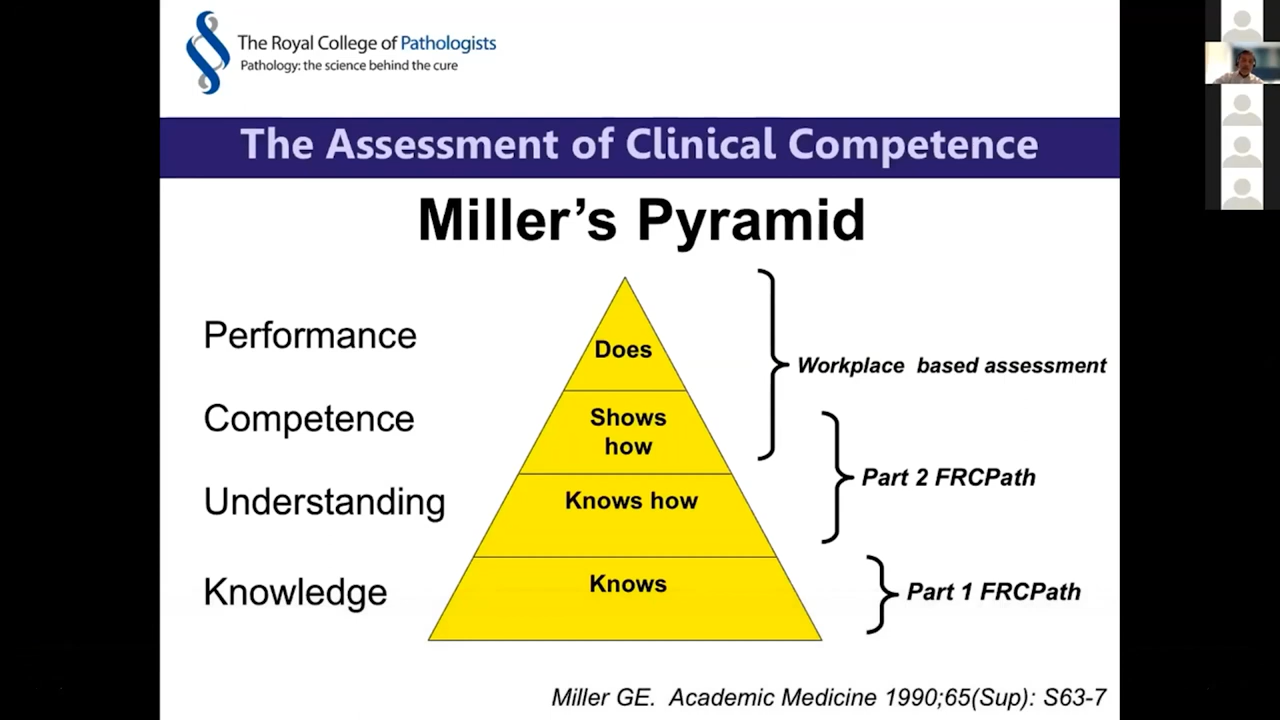 The Royal College of Pathologists
Pathology: the science behind the cure
The Assessment of Clinical Competence
Miller’s Pyramid
Performance
Does
Workplace based assessment
Competence
Shows
how
Part 2 FRCPath
Understanding
Knows how
Knowledge
Knows
Part 1 FRCPath
Miller GE. Academic Medicine 1990;65(Sup): S63-7